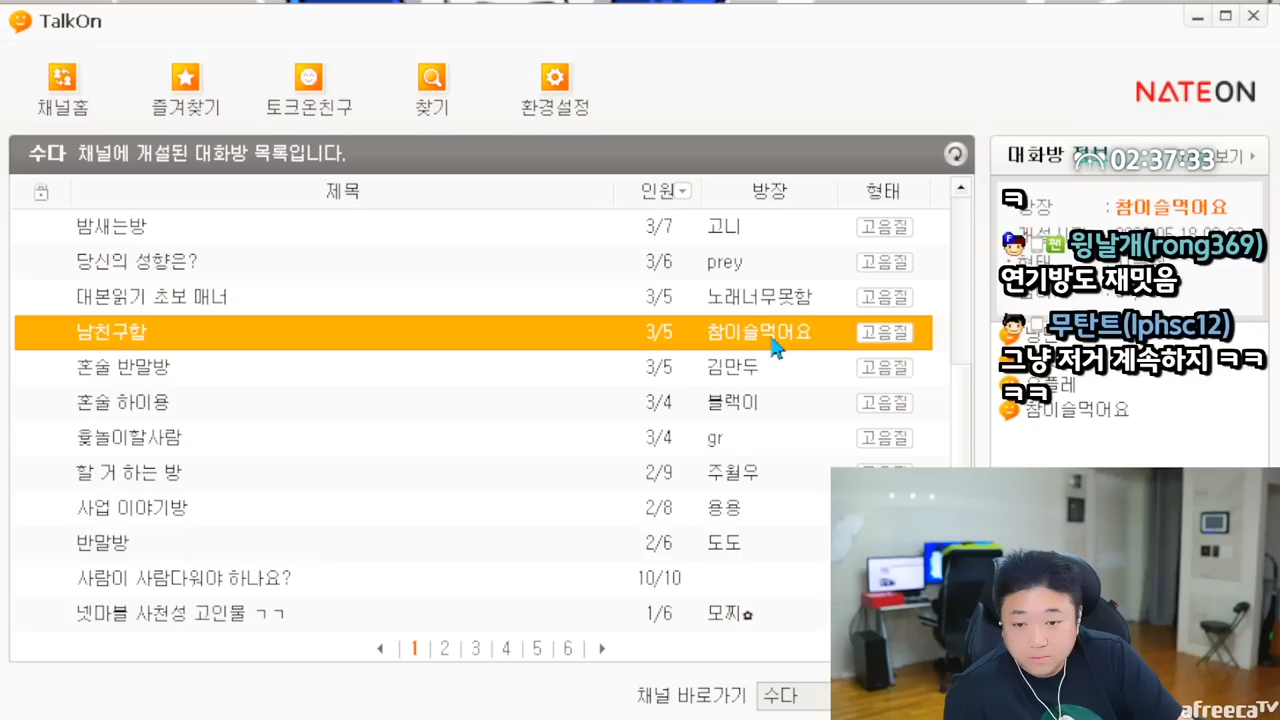 TalkOn
채널홈
즐겨찾기
토크온친구
찾기
환경설정
NATEON
수다 채널에 개설된 대화방 목록입니다.
제목 인원 방장 형태
밤새는방 3/7 고니 고음질
당신의 성향은? 3/6 prey 고음질
대본읽기 초보 매너 3/5 노래너무못함 고음질
남친구함 3/5 참이슬먹어요 고음질
혼술 반말방 3/5 김만두 고음질
혼술 하이용 3/4 블랙이 고음질
윷놀이할사람 3/4 gr 고음질
할 거 하는 방 2/9 주월우
사업 이야기방 2/8 용용
반말방 2/6 도도
사람이 사람다워야 하나요? 10/10
넷마블 사천성 고인물 ㄱㄱ 1/6 모찌✿
1 | 2 | 3 | 4 | 5 | 6
채널 바로가기 수다
대화방
보기
02:37:33
ㅋ
방장 : 참이슬먹어요
팬 윙날개(rong369)
연기방도 재밋음
무탄트(lphsc12)
그냥 저거 계속하지 ㅋㅋ
ㅋㅋ
참이슬먹어요
afreecaTV